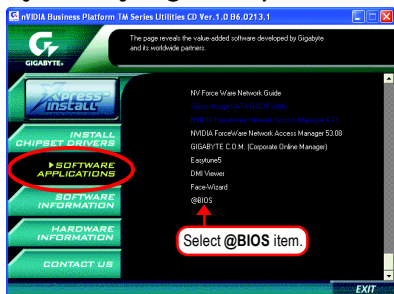 nVIDIA Business Platform TM Series Utilities CD Ver.1.0 B6.0213.1
GIGABYTE
The page reveals the value-added software developed by Gigabyte
and its worldwide partners.
Xpress
INSTALL
INSTALL
CHIPSET DRIVERS
SOFTWARE
APPLICATIONS
SOFTWARE
INFORMATION
HARDWARE
INFORMATION
CONTACT US
NV Force Ware Network Guide
NVIDIA ForceWare Network Access Manager 53.08
GIGABYTE C.O.M. (Corporate Online Manager)
Easytune5
DMI Viewer
Face-Wizard
@BIOS
Select @BIOS item.
EXIT